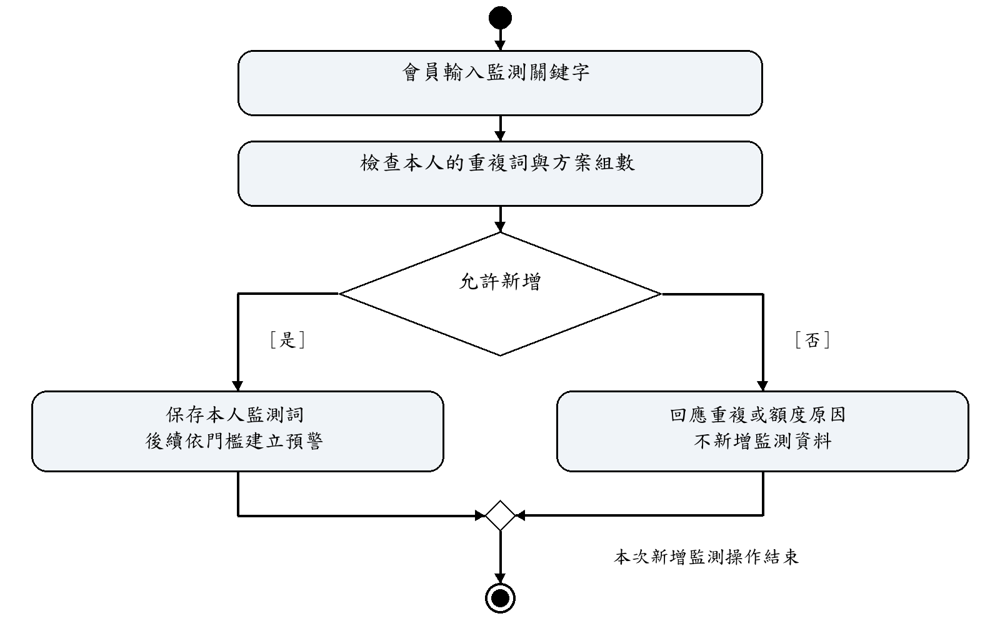 會員輸入監測關鍵字
檢查本人的重複詞與方案組數
允許新增
[是]
[否]
保存本人監測詞
後續依門檻建立預警
回應重複或額度原因
不新增監測資料
本次新增監測操作結束